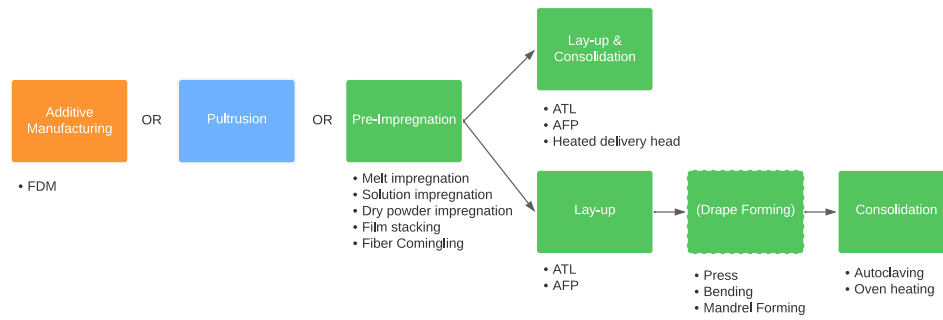 Additive
Manufacturing
• FDM
OR
Pultrusion
OR
Pre-Impregnation
• Melt impregnation
• Solution impregnation
• Dry powder impregnation
• Film stacking
• Fiber Comingling
Lay-up &
Consolidation
• ATL
• AFP
• Heated delivery head
Lay-up
• ATL
• AFP
(Drape Forming)
• Press
• Bending
• Mandrel Forming
Consolidation
• Autoclaving
• Oven heating